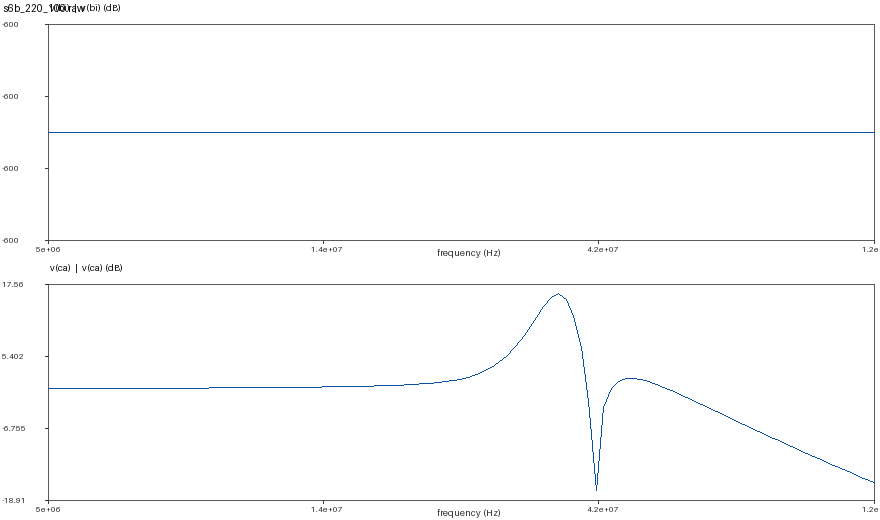 v(bi) (dB)
-600
-600
-600
-600
5e+06
1.4e+07
4.2e+07
1.2e
frequency (Hz)
v(ca) | v(ca) (dB)
17.56
5.402
-6.755
-18.91
5e+06
1.4e+07
4.2e+07
1.2e
frequency (Hz)